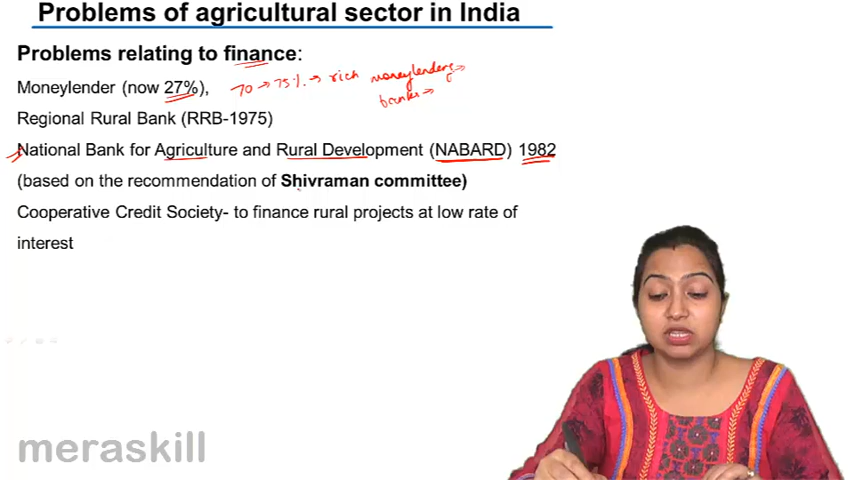 Problems of agricultural sector in India
Problems relating to finance:
Moneylender (now 27%), 70 → 75% → rich moneylenders →
banks →
Regional Rural Bank (RRB-1975)
National Bank for Agriculture and Rural Development (NABARD) 1982
(based on the recommendation of Shivraman committee)
Cooperative Credit Society- to finance rural projects at low rate of
interest
meraskill